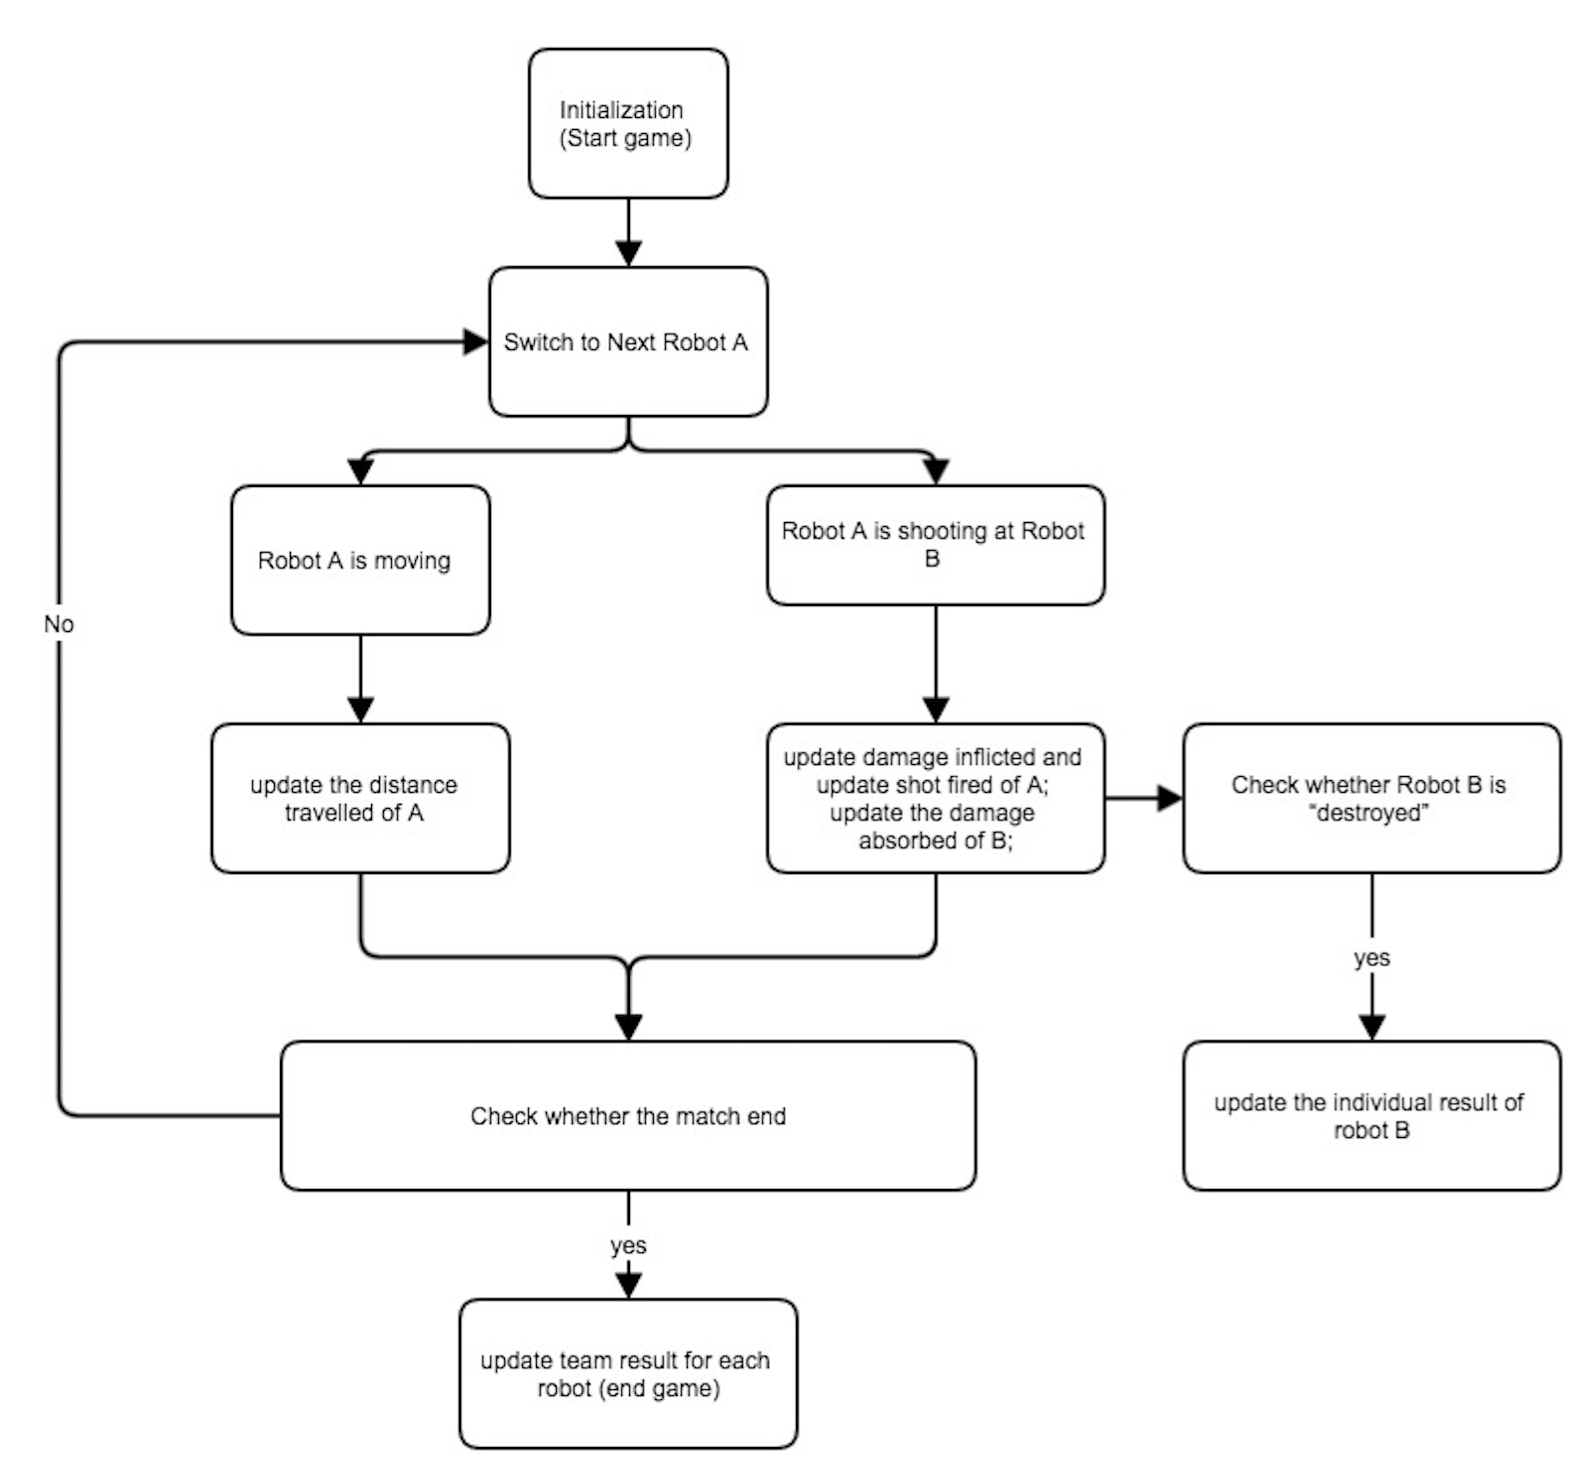 Initialization
(Start game)
Switch to Next Robot A
Robot A is moving
Robot A is shooting at Robot
B
No
update the distance
travelled of A
update damage inflicted and
update shot fired of A;
update the damage
absorbed of B;
Check whether Robot B is
“destroyed”
yes
Check whether the match end
update the individual result of
robot B
yes
update team result for each
robot (end game)